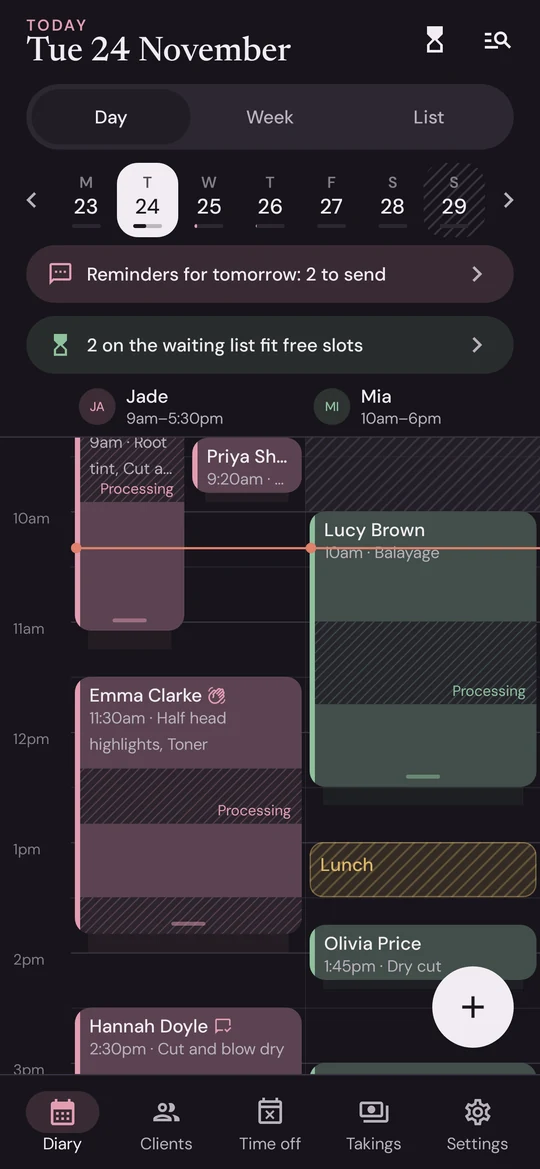 TODAY
Tue 24 November
Day
Week
List
M
23
T
24
W
25
T
26
F
27
S
28
S
29
Reminders for tomorrow: 2 to send
2 on the waiting list fit free slots
JA
Jade
9am–5:30pm
MI
Mia
10am–6pm
9am · Root
tint, Cut a…
Processing
Priya Sh…
9:20am · …
10am
Lucy Brown
10am · Balayage
11am
Processing
Emma Clarke
11:30am · Half head
highlights, Toner
12pm
Processing
1pm
Lunch
Olivia Price
1:45pm · Dry cut
2pm
Hannah Doyle
2:30pm · Cut and blow dry
3pm
Diary
Clients
Time off
Takings
Settings